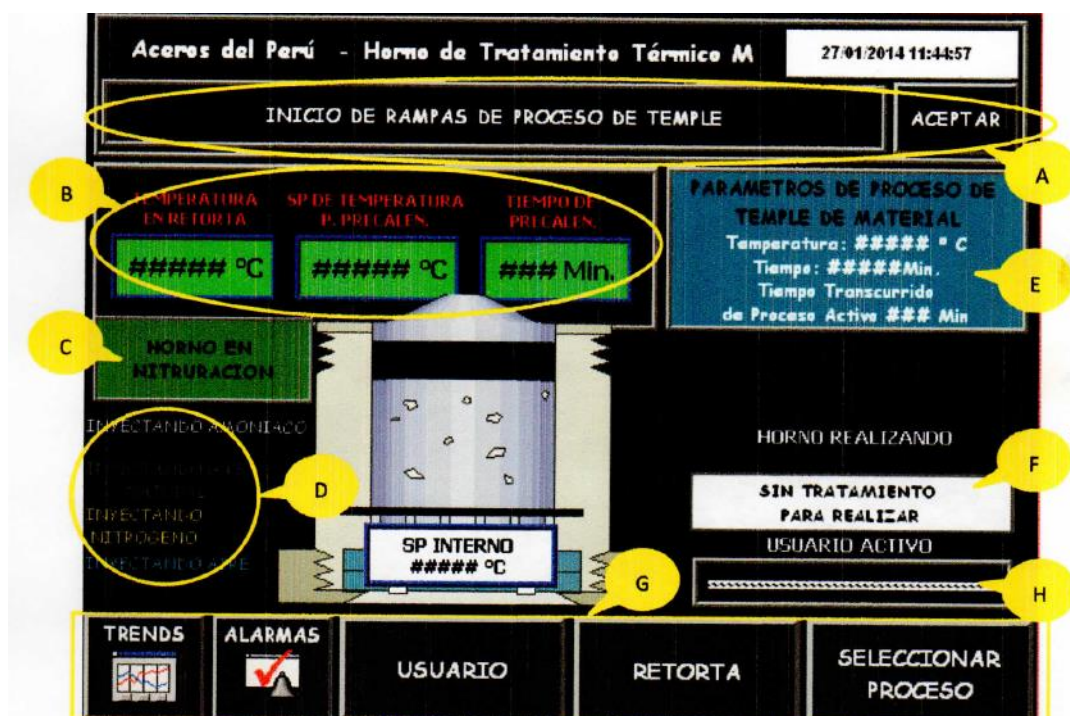 Aceros del Perú - Horno de Tratamiento Térmico M
27/01/2014 11:44:57
INICIO DE RAMPAS DE PROCESO DE TEMPLE
ACEPTAR
A
B
TEMPERATURA
EN RETORTA
SP DE TEMPERATURA
P. PRECALEN.
TIEMPO DE
PRECALEN.
##### °C
##### °C
### Min.
PARAMETROS DE PROCESO DE
TEMPLE DE MATERIAL
Temperatura: ##### ° C
Tiempo: #####Min.
Tiempo Transcurrido
de Proceso Activo ### Min
E
C
HORNO EN
NITRURACION
INYECTANDO AMONIACO
INYECTANDO
NITROGENO
INYECTANDO AIRE
D
HORNO REALIZANDO
F
SIN TRATAMIENTO
PARA REALIZAR
USUARIO ACTIVO
SP INTERNO
##### °C
G
H
TRENDS
ALARMAS
USUARIO
RETORTA
SELECCIONAR
PROCESO